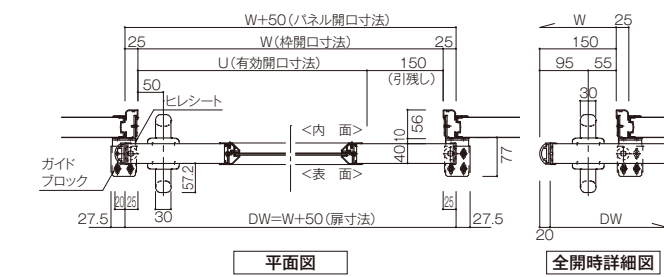 W+50(パネル開口寸法)
25
W(枠開口寸法)
25
U(有効開口寸法)
150
(引残し)
50
ヒレシート
<内 面>
56
10
40
ガイド
ブロック
<表 面>
57.2
77
20
25
27.5
30
DW=W+50(扉寸法)
25
27.5
平面図
W
25
150
95
55
30
DW
20
全開時詳細図